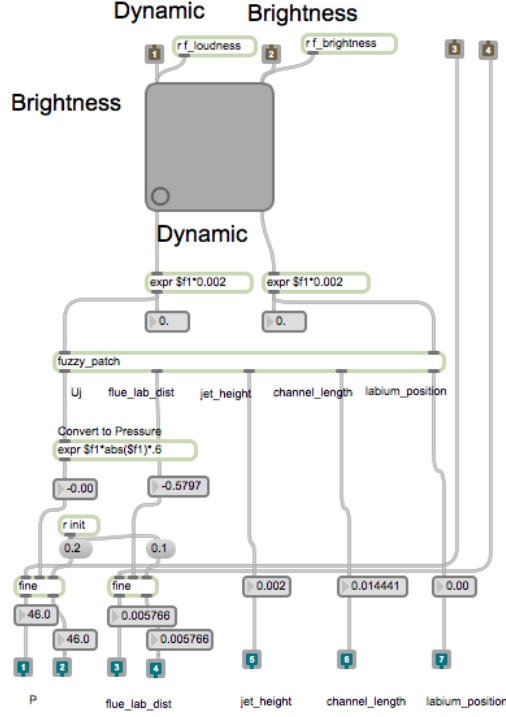 Dynamic
Brightness
1
r f_loudness
2
r f_brightness
3
4
Brightness
Dynamic
expr $f1*0.002
expr $f1*0.002
0.
0.
fuzzy_patch
Uj
flue_lab_dist
jet_height
channel_length
labium_position
Convert to Pressure
expr $f1*abs($f1)*.6
-0.00
-0.5797
r init
0.2
0.1
fine
fine
0.002
0.014441
0.00
46.0
0.005766
46.0
0.005766
1
2
3
4
5
6
7
P
flue_lab_dist
jet_height
channel_length
labium_position